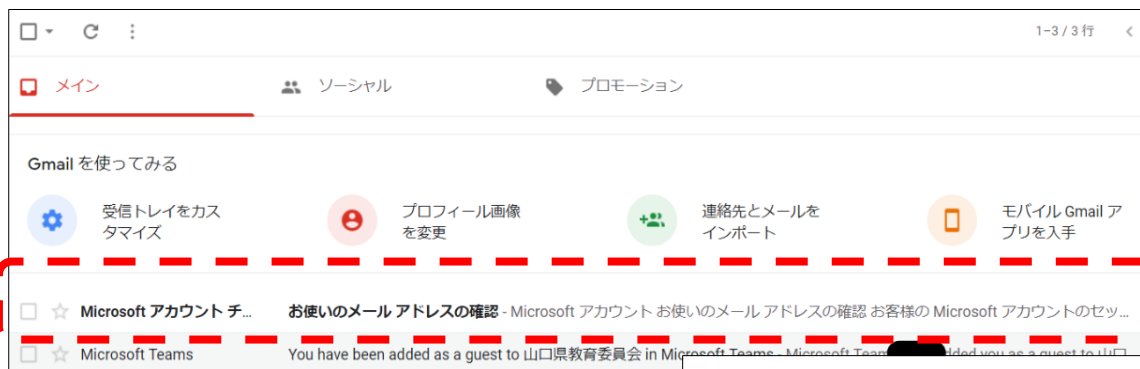 1-3 / 3 行
メイン
ソーシャル
プロモーション
Gmail を使ってみる
受信トレイをカス
タマイズ
プロフィール画像
を変更
連絡先とメールを
インポート
モバイル Gmail ア
プリを入手
Microsoft アカウント チ... お使いのメール アドレスの確認 - Microsoft アカウント お使いのメール アドレスの確認 お客様の Microsoft アカウントのセッ...
Microsoft Teams You have been added as a guest to 山口県教育委員会 in Microsoft Teams - Microsoft Team added you as a guest to 山口